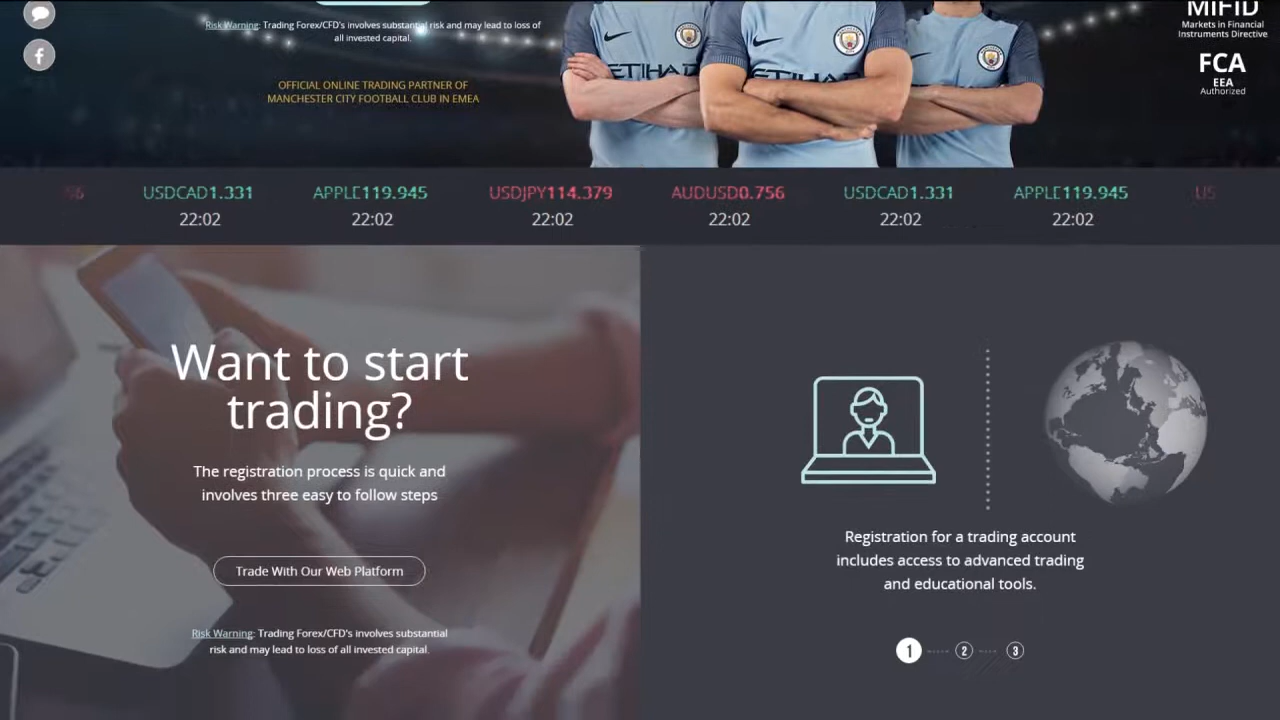 Risk Warning: Trading Forex/CFD's involves substantial risk and may lead to loss of
all invested capital.
OFFICIAL ONLINE TRADING PARTNER OF
MANCHESTER CITY FOOTBALL CLUB IN EMEA
ETIHAD
ETIHAD
MIFID
Markets in Financial
Instruments Directive
FCA
EEA
Authorized
USDCAD1.331
22:02
APPLE119.945
22:02
USDJPY114.379
22:02
AUDUSD0.756
22:02
USDCAD1.331
22:02
APPLE119.945
22:02
US
Want to start
trading?
The registration process is quick and
involves three easy to follow steps
Trade With Our Web Platform
Risk Warning: Trading Forex/CFD's involves substantial
risk and may lead to loss of all invested capital.
Registration for a trading account
includes access to advanced trading
and educational tools.
1 2 3